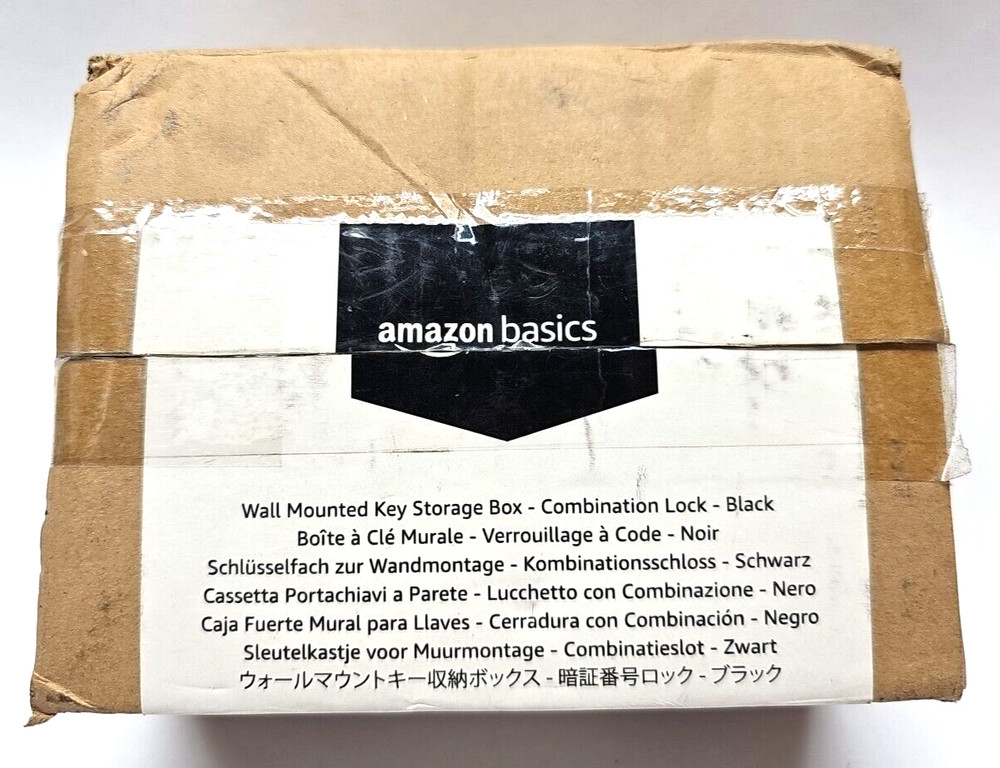 amazon basics
Wall Mounted Key Storage Box - Combination Lock - Black
Boîte à Clé Murale - Verrouillage à Code - Noir
Schlüsselfach zur Wandmontage - Kombinationsschloss - Schwarz
Cassetta Portachiavi a Parete - Lucchetto con Combinazione - Nero
Caja Fuerte Mural para Llaves - Cerradura con Combinación - Negro
Sleutelkastje voor Muurmontage - Combinatieslot - Zwart
ウォールマウントキー収納ボックス - 暗証番号ロック - ブラック